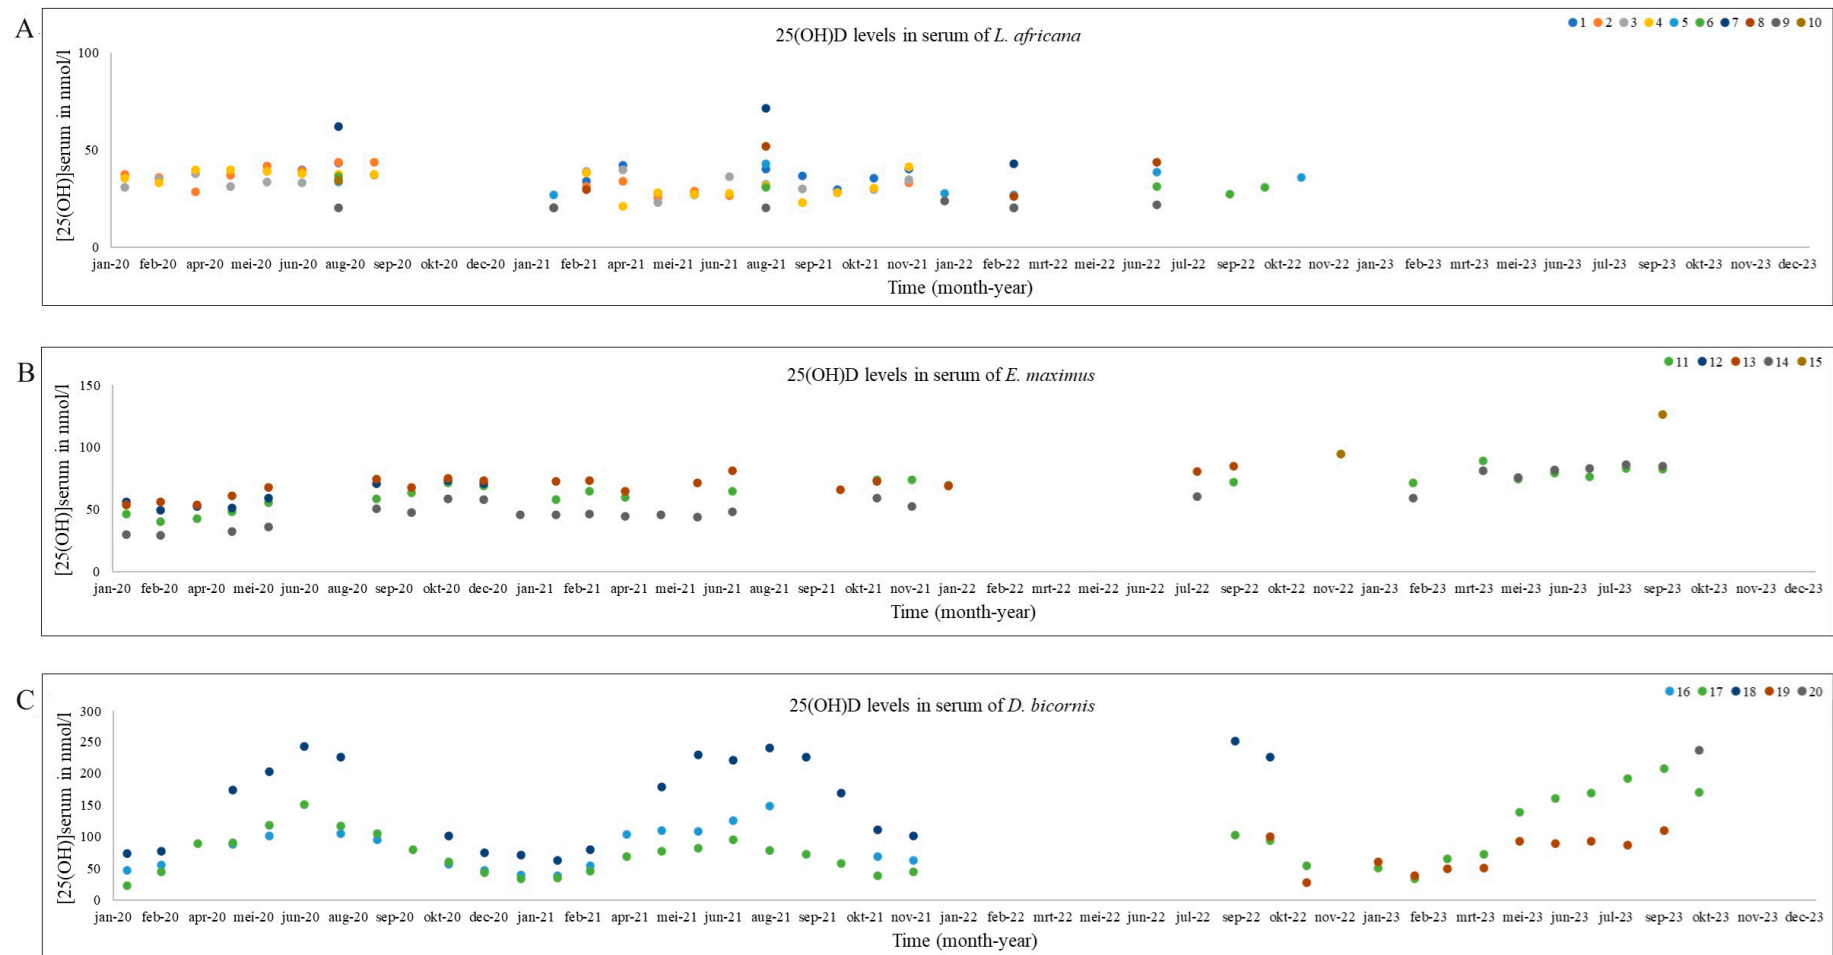 A
25(OH)D levels in serum of L. africana
1 2 3 4 5 6 7 8 9 10
[25(OH)]serum in nmol/l
100
50
0
jan-20 feb-20 apr-20 mei-20 jun-20 aug-20 sep-20 okt-20 dec-20 jan-21 feb-21 apr-21 mei-21 jun-21 aug-21 sep-21 okt-21 nov-21 jan-22 feb-22 mrt-22 mei-22 jun-22 jul-22 sep-22 okt-22 nov-22 jan-23 feb-23 mrt-23 mei-23 jun-23 jul-23 sep-23 okt-23 nov-23 dec-23
Time (month-year)
B
25(OH)D levels in serum of E. maximus
11 12 13 14 15
[25(OH)]serum in nmol/l
150
100
50
0
jan-20 feb-20 apr-20 mei-20 jun-20 aug-20 sep-20 okt-20 dec-20 jan-21 feb-21 apr-21 mei-21 jun-21 aug-21 sep-21 okt-21 nov-21 jan-22 feb-22 mrt-22 mei-22 jun-22 jul-22 sep-22 okt-22 nov-22 jan-23 feb-23 mrt-23 mei-23 jun-23 jul-23 sep-23 okt-23 nov-23 dec-23
Time (month-year)
C
25(OH)D levels in serum of D. bicornis
16 17 18 19 20
[25(OH)]serum in nmol/l
300
250
200
150
100
50
0
jan-20 feb-20 apr-20 mei-20 jun-20 aug-20 sep-20 okt-20 dec-20 jan-21 feb-21 apr-21 mei-21 jun-21 aug-21 sep-21 okt-21 nov-21 jan-22 feb-22 mrt-22 mei-22 jun-22 jul-22 sep-22 okt-22 nov-22 jan-23 feb-23 mrt-23 mei-23 jun-23 jul-23 sep-23 okt-23 nov-23 dec-23
Time (month-year)